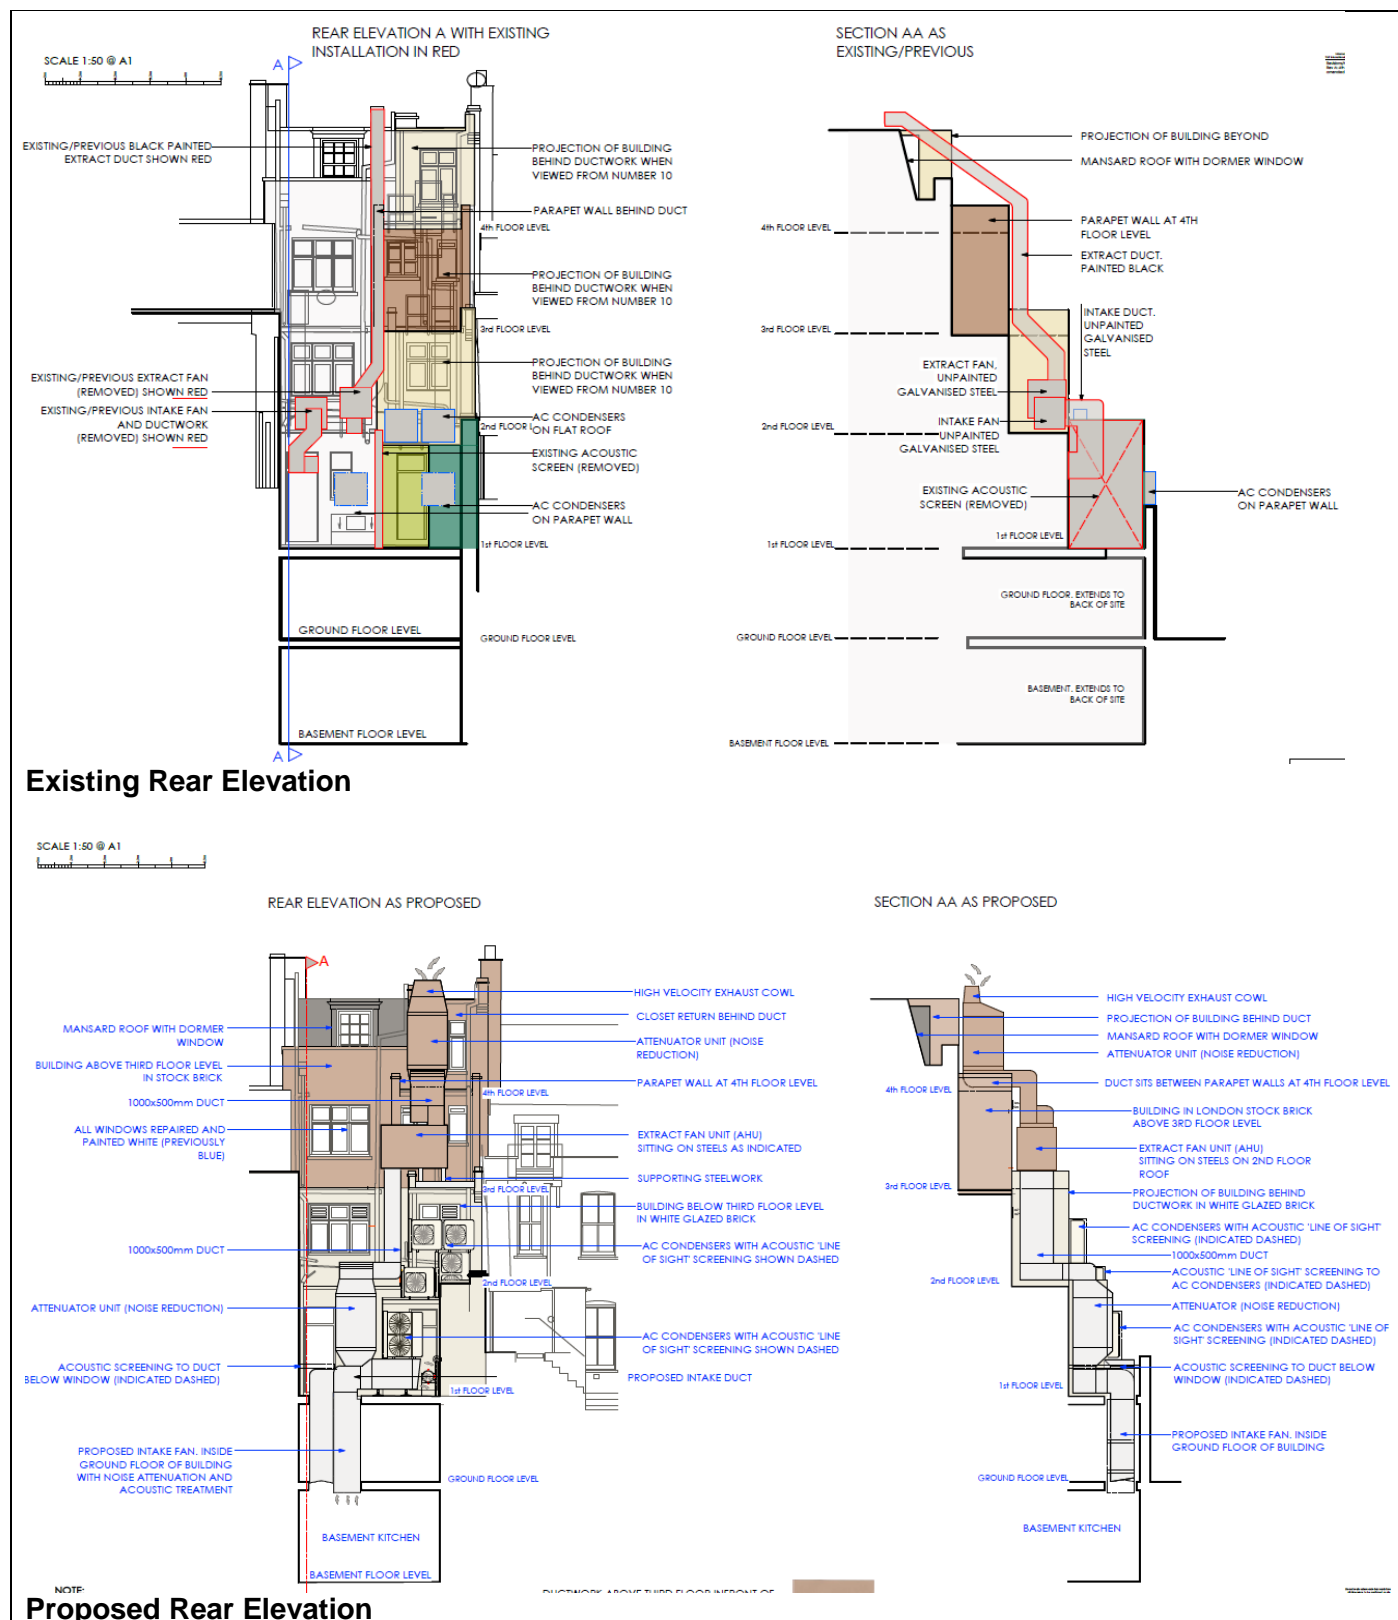 REAR ELEVATION A WITH EXISTING
INSTALLATION IN RED
SECTION AA AS
EXISTING/PREVIOUS
SCALE 1:50 @ A1
A
EXISTING/PREVIOUS BLACK PAINTED
EXTRACT DUCT SHOWN RED
EXISTING/PREVIOUS EXTRACT FAN
(REMOVED) SHOWN RED
EXISTING/PREVIOUS INTAKE FAN
AND DUCTWORK
(REMOVED) SHOWN RED
PROJECTION OF BUILDING
BEHIND DUCTWORK WHEN
VIEWED FROM NUMBER 10
PARAPET WALL BEHIND DUCT
4th FLOOR LEVEL
PROJECTION OF BUILDING
BEHIND DUCTWORK WHEN
VIEWED FROM NUMBER 10
3rd FLOOR LEVEL
PROJECTION OF BUILDING
BEHIND DUCTWORK WHEN
VIEWED FROM NUMBER 10
AC CONDENSERS
ON FLAT ROOF
2nd FLOOR L
EXISTING ACOUSTIC
SCREEN (REMOVED)
AC CONDENSERS
ON PARAPET WALL
1st FLOOR LEVEL
GROUND FLOOR LEVEL
GROUND FLOOR LEVEL
BASEMENT FLOOR LEVEL
A
PROJECTION OF BUILDING BEYOND
MANSARD ROOF WITH DORMER WINDOW
PARAPET WALL AT 4TH
FLOOR LEVEL
4th FLOOR LEVEL
EXTRACT DUCT.
PAINTED BLACK
INTAKE DUCT.
UNPAINTED
GALVANISED
STEEL
3rd FLOOR LEVEL
EXTRACT FAN,
UNPAINTED
GALVANISED STEEL
INTAKE FAN
UNPAINTED
GALVANISED STEEL
2nd FLOOR LEVEL
EXISTING ACOUSTIC
SCREEN (REMOVED)
AC CONDENSERS
ON PARAPET WALL
1st FLOOR LEVEL
1st FLOOR LEVEL
GROUND FLOOR. EXTENDS TO
BACK OF SITE
GROUND FLOOR LEVEL
BASEMENT. EXTENDS TO
BACK OF SITE
BASEMENT FLOOR LEVEL
Existing Rear Elevation
SCALE 1:50 @ A1
REAR ELEVATION AS PROPOSED
SECTION AA AS PROPOSED
A
MANSARD ROOF WITH DORMER
WINDOW
BUILDING ABOVE THIRD FLOOR LEVEL
IN STOCK BRICK
1000x500mm DUCT
ALL WINDOWS REPAIRED AND
PAINTED WHITE (PREVIOUSLY
BLUE)
1000x500mm DUCT
ATTENUATOR UNIT (NOISE REDUCTION)
ACOUSTIC SCREENING TO DUCT
BELOW WINDOW (INDICATED DASHED)
PROPOSED INTAKE FAN. INSIDE
GROUND FLOOR OF BUILDING
WITH NOISE ATTENUATION AND
ACOUSTIC TREATMENT
HIGH VELOCITY EXHAUST COWL
CLOSET RETURN BEHIND DUCT
ATTENUATOR UNIT (NOISE
REDUCTION)
PARAPET WALL AT 4TH FLOOR LEVEL
4th FLOOR LEVEL
EXTRACT FAN UNIT (AHU)
SITTING ON STEELS AS INDICATED
SUPPORTING STEELWORK
3rd FLOOR LEVEL
BUILDING BELOW THIRD FLOOR LEVEL
IN WHITE GLAZED BRICK
AC CONDENSERS WITH ACOUSTIC 'LINE
OF SIGHT' SCREENING SHOWN DASHED
2nd FLOOR LEVEL
AC CONDENSERS WITH ACOUSTIC 'LINE
OF SIGHT' SCREENING SHOWN DASHED
PROPOSED INTAKE DUCT
1st FLOOR LEVEL
GROUND FLOOR LEVEL
BASEMENT KITCHEN
BASEMENT FLOOR LEVEL
HIGH VELOCITY EXHAUST COWL
PROJECTION OF BUILDING BEHIND DUCT
MANSARD ROOF WITH DORMER WINDOW
ATTENUATOR UNIT (NOISE REDUCTION)
DUCT SITS BETWEEN PARAPET WALLS AT 4TH FLOOR LEVEL
4th FLOOR LEVEL
BUILDING IN LONDON STOCK BRICK
ABOVE 3RD FLOOR LEVEL
EXTRACT FAN UNIT (AHU)
SITTING ON STEELS ON 2ND FLOOR
ROOF
3rd FLOOR LEVEL
PROJECTION OF BUILDING BEHIND
DUCTWORK IN WHITE GLAZED BRICK
AC CONDENSERS WITH ACOUSTIC 'LINE OF SIGHT'
SCREENING (INDICATED DASHED)
1000x500mm DUCT
ACOUSTIC 'LINE OF SIGHT' SCREENING TO
AC CONDENSERS (INDICATED DASHED)
2nd FLOOR LEVEL
ATTENUATOR (NOISE REDUCTION)
AC CONDENSERS WITH ACOUSTIC 'LINE OF
SIGHT' SCREENING (INDICATED DASHED)
ACOUSTIC SCREENING TO DUCT BELOW
WINDOW (INDICATED DASHED)
1st FLOOR LEVEL
PROPOSED INTAKE FAN. INSIDE
GROUND FLOOR OF BUILDING
GROUND FLOOR LEVEL
BASEMENT KITCHEN
NOTE:
DUCTWORK ABOVE THIRD FLOOR INFRONT OF
Proposed Rear Elevation